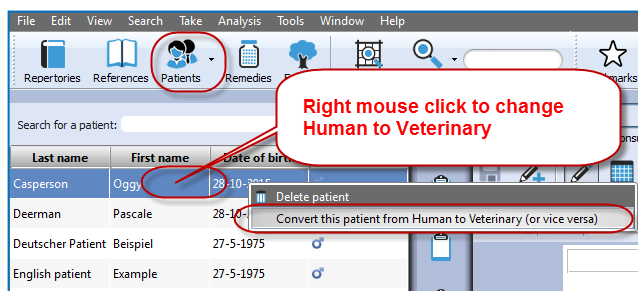 File Edit View Search Take Analysis Tools Window Help
Repertories References Patients Remedies
Right mouse click to change
Human to Veterinary
Search for a patient:
Last name First name Date of birt
Casperson Oggy 28-10-2015
Delete patient
Deerman Pascale 28-10-
Convert this patient from Human to Veterinary (or vice versa)
Deutscher Patient Beispiel 27-5-1975
English patient Example 27-5-1975